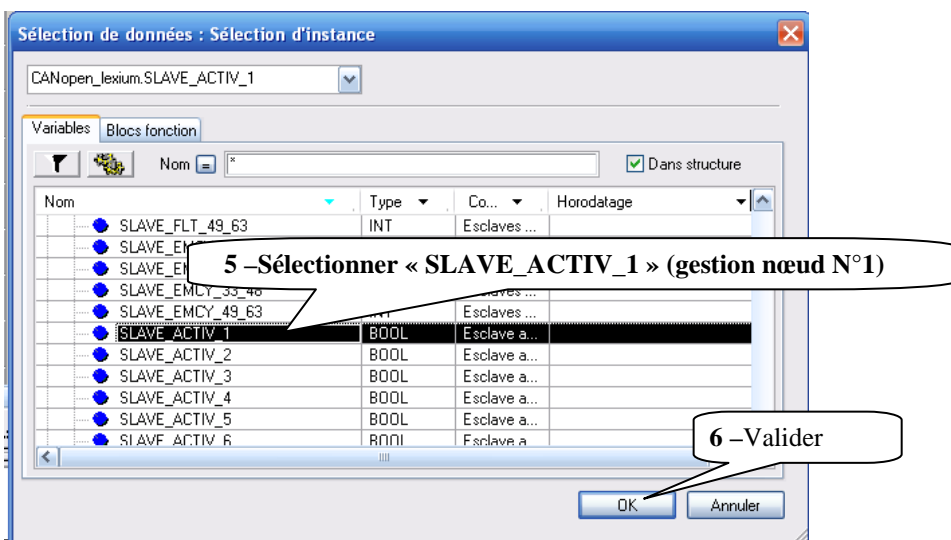 Sélection de données : Sélection d'instance
CANopen_lexium.SLAVE_ACTIV_1
Variables Blocs fonction
Nom = * Dans structure
Nom Type Co... Horodatage
SLAVE_FLT_49_63 INT Esclaves ...
5 –Sélectionner « SLAVE_ACTIV_1 » (gestion nœud N°1)
SLAVE_EMCY_33_48
SLAVE_EMCY_49_63 INT Esclaves ...
SLAVE_ACTIV_1 BOOL Esclave a...
SLAVE_ACTIV_2 BOOL Esclave a...
SLAVE_ACTIV_3 BOOL Esclave a...
SLAVE_ACTIV_4 BOOL Esclave a...
SLAVE_ACTIV_5 BOOL Esclave a...
SLAVE_ACTIV_6 BOOL Esclave a
6 –Valider
OK Annuler